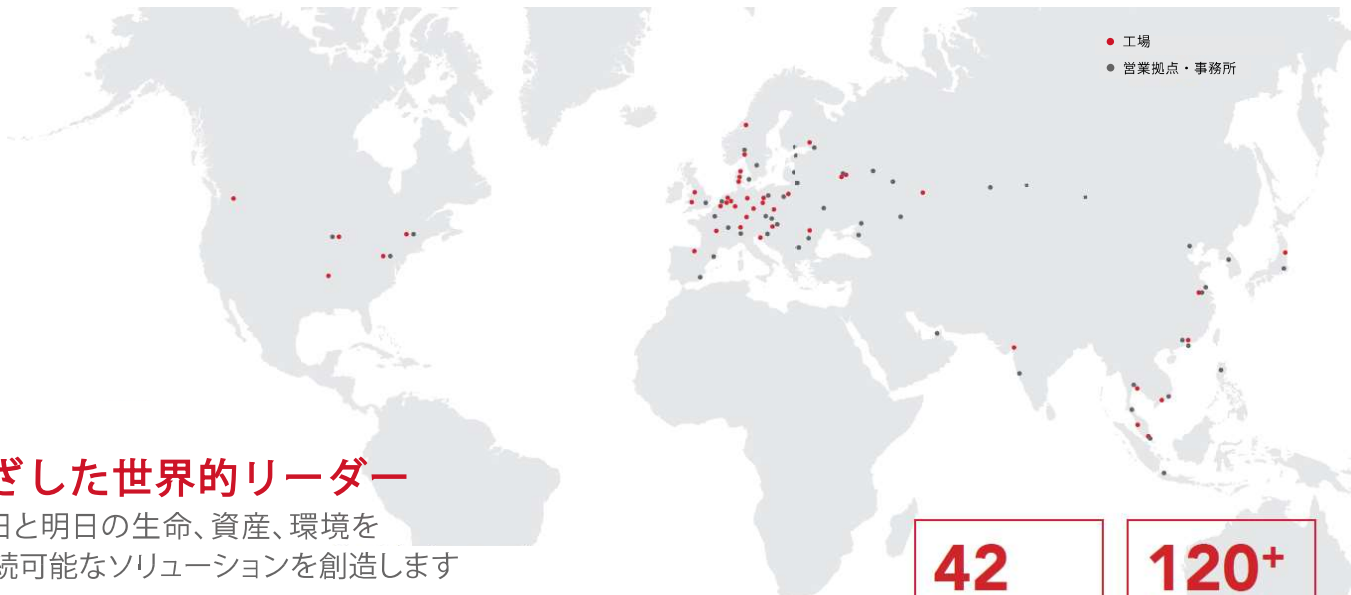 工場
営業拠点・事務所
ざした世界的リーダー
日と明日の生命、資産、環境を
続可能なソリューションを創造します
42
120+